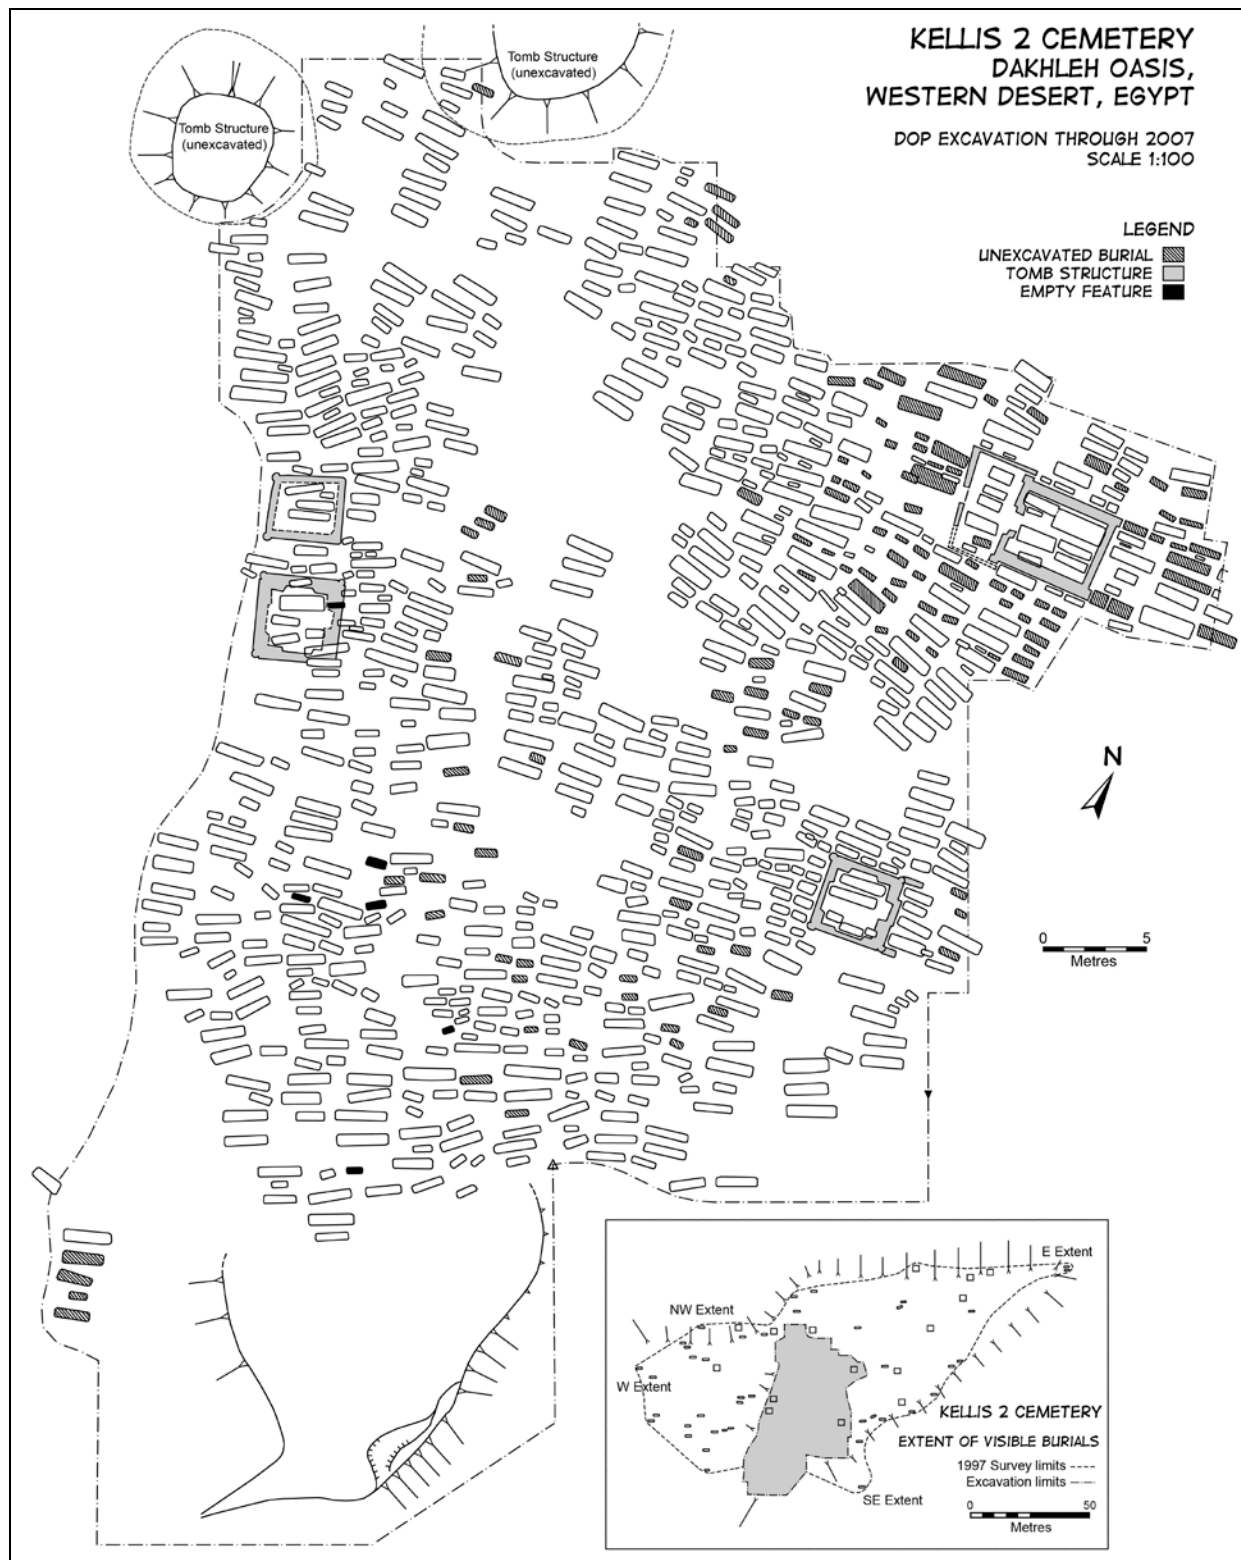 KELLIS 2 CEMETERY
DAKHLEH OASIS,
WESTERN DESERT, EGYPT
DOP EXCAVATION THROUGH 2007
SCALE 1:100
LEGEND
UNEXCAVATED BURIAL
TOMB STRUCTURE
EMPTY FEATURE
Tomb Structure
(unexcavated)
Tomb Structure
(unexcavated)
N
0 5
Metres
E Extent
NW Extent
W Extent
KELLIS 2 CEMETERY
EXTENT OF VISIBLE BURIALS
1997 Survey limits
Excavation limits
SE Extent
0 50
Metres